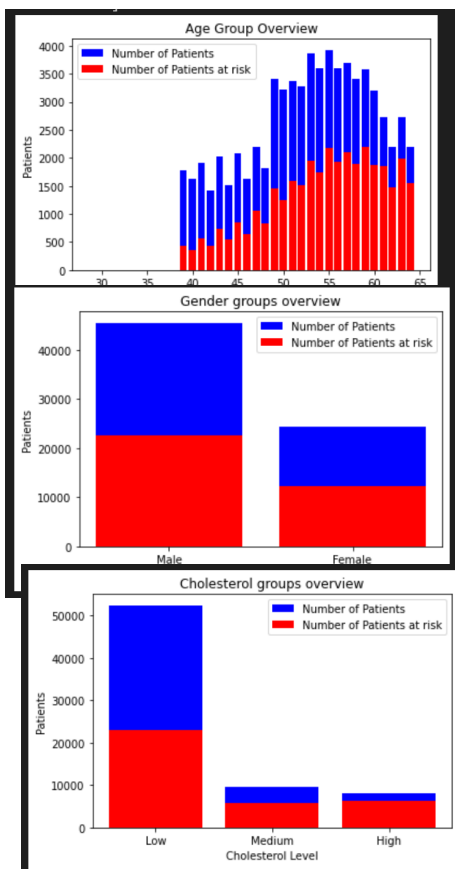 Age Group Overview
Number of Patients
Number of Patients at risk
Patients
4000
3500
3000
2500
2000
1500
1000
500
0
30 35 40 45 50 55 60 65
Gender groups overview
Number of Patients
Number of Patients at risk
Patients
40000
30000
20000
10000
0
Male Female
Cholesterol groups overview
Number of Patients
Number of Patients at risk
Patients
50000
40000
30000
20000
10000
0
Low Medium High
Cholesterol Level